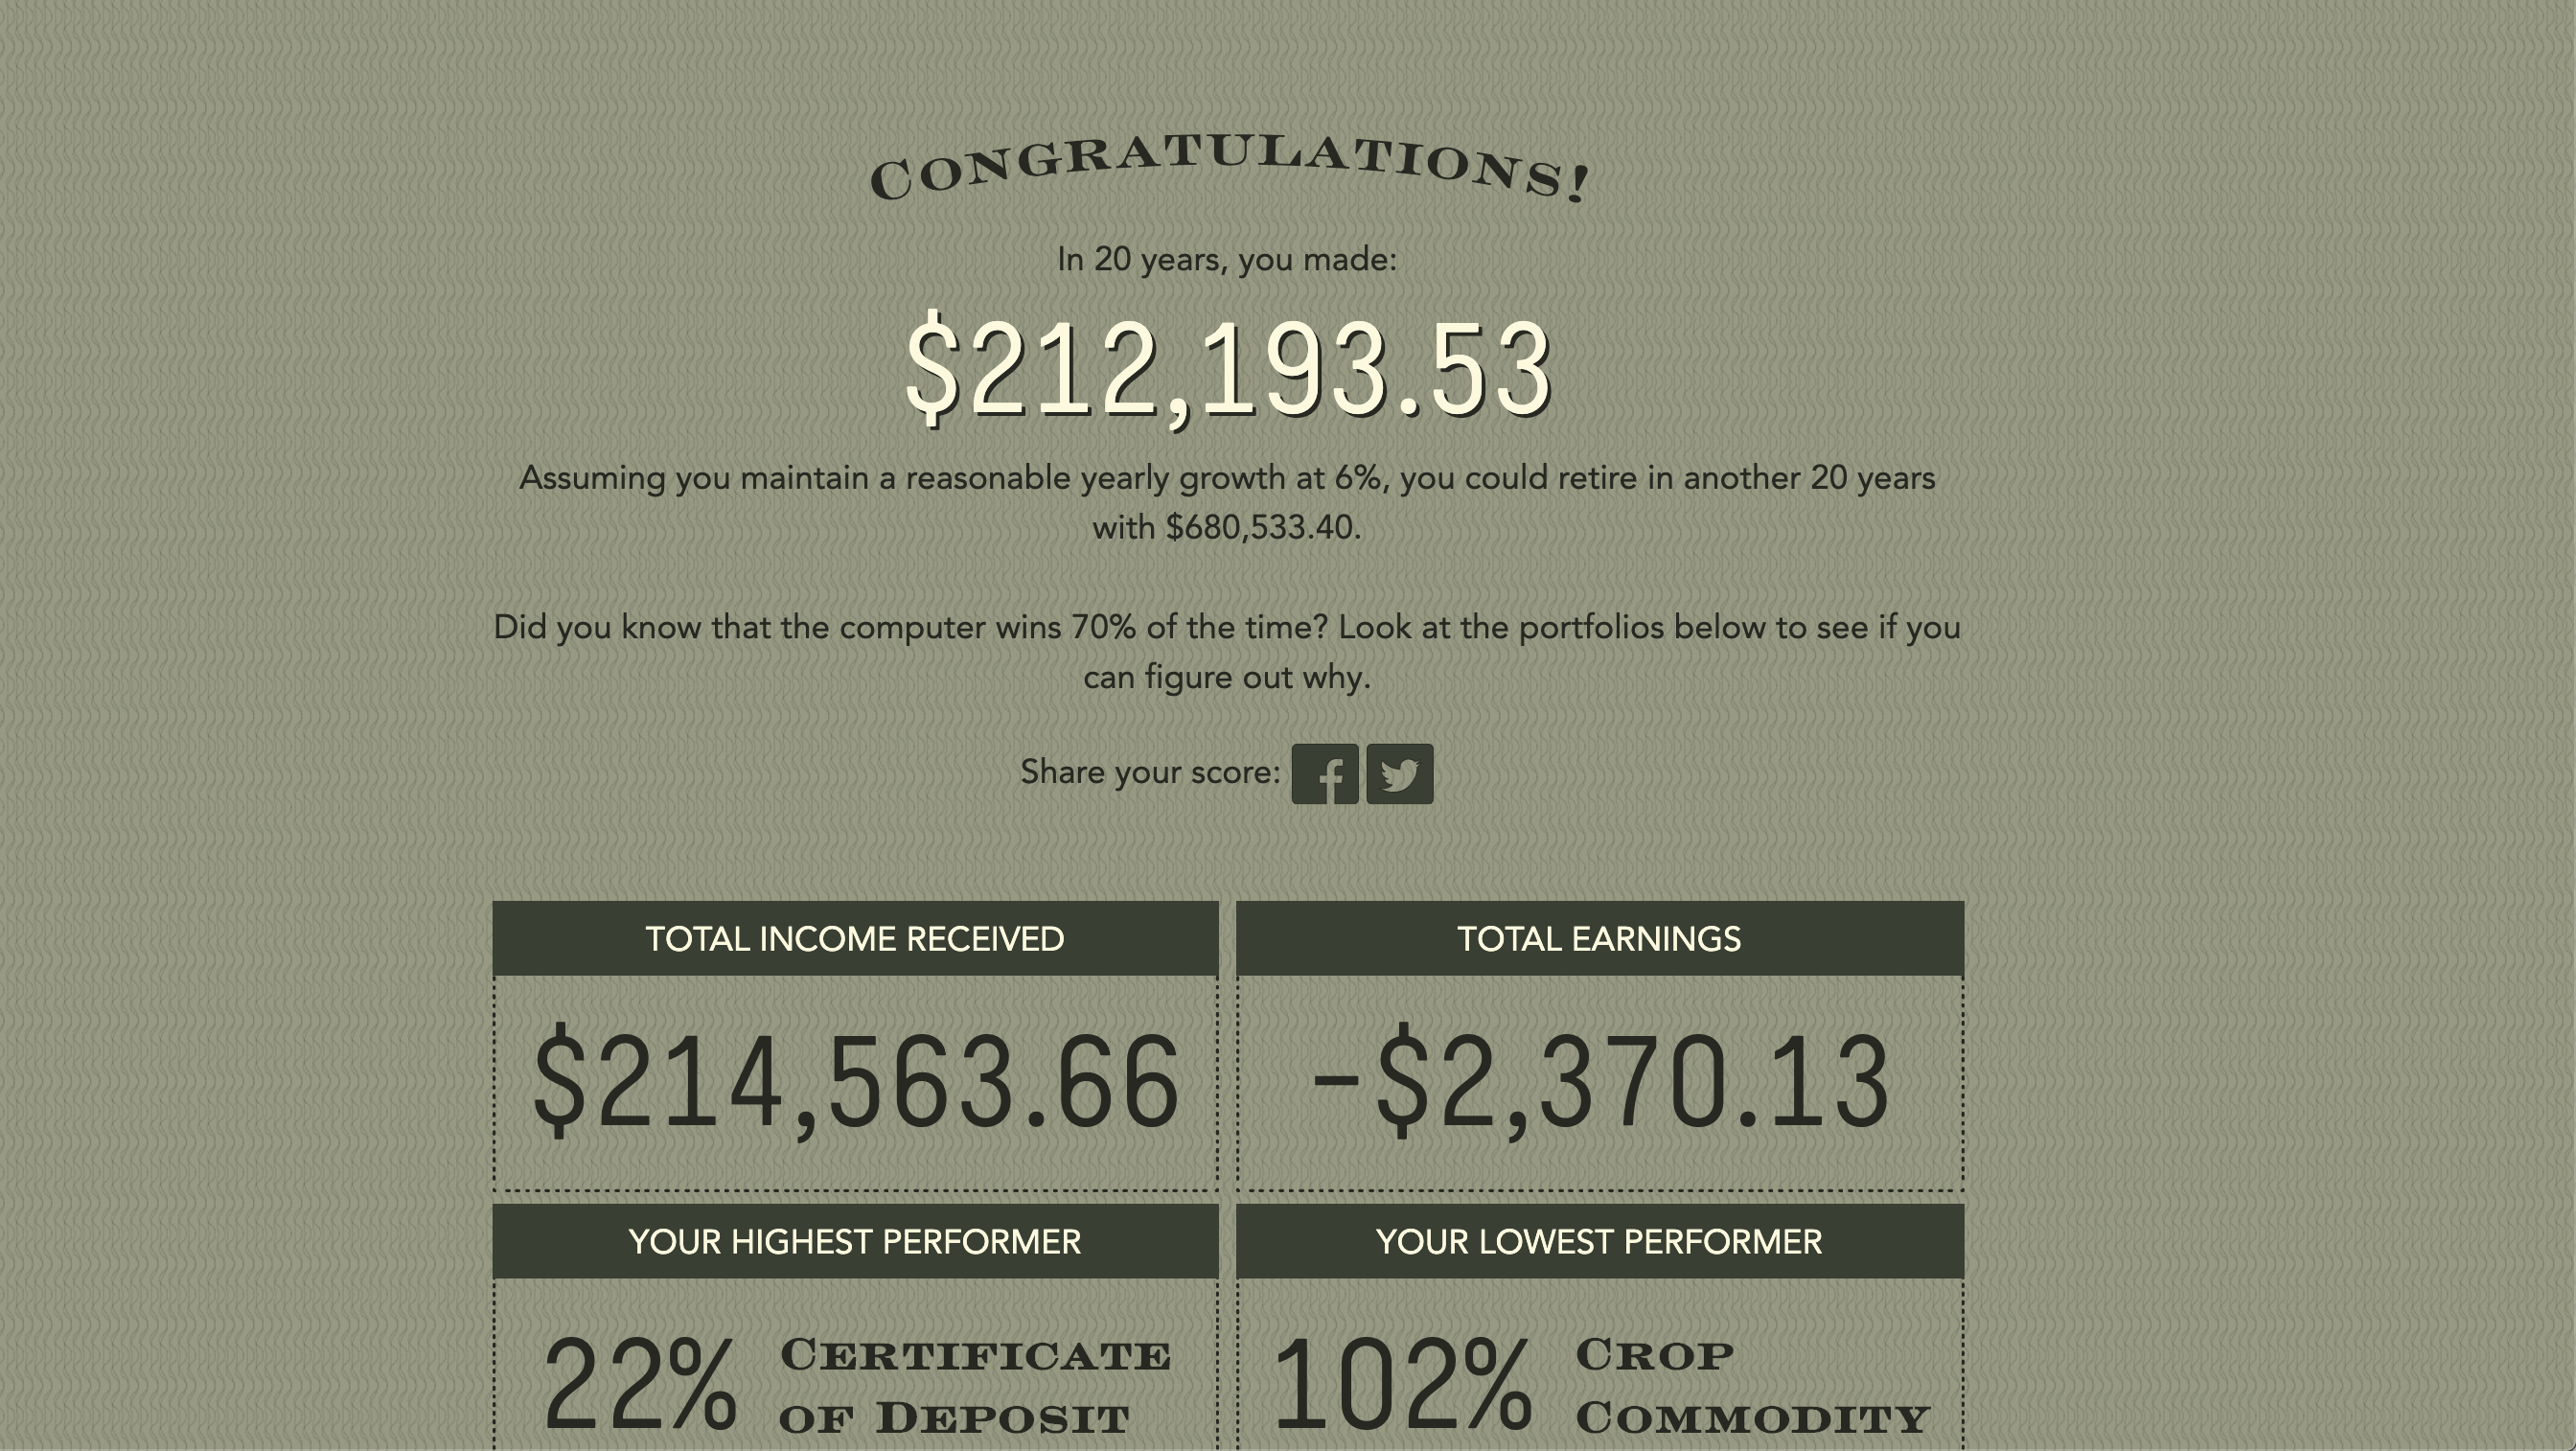 Congratulations!
In 20 years, you made:
$212,193.53
Assuming you maintain a reasonable yearly growth at 6%, you could retire in another 20 years
with $680,533.40.
Did you know that the computer wins 70% of the time? Look at the portfolios below to see if you
can figure out why.
Share your score:
TOTAL INCOME RECEIVED
$214,563.66
TOTAL EARNINGS
-$2,370.13
YOUR HIGHEST PERFORMER
22% Certificate
of Deposit
YOUR LOWEST PERFORMER
102% Crop
Commodity